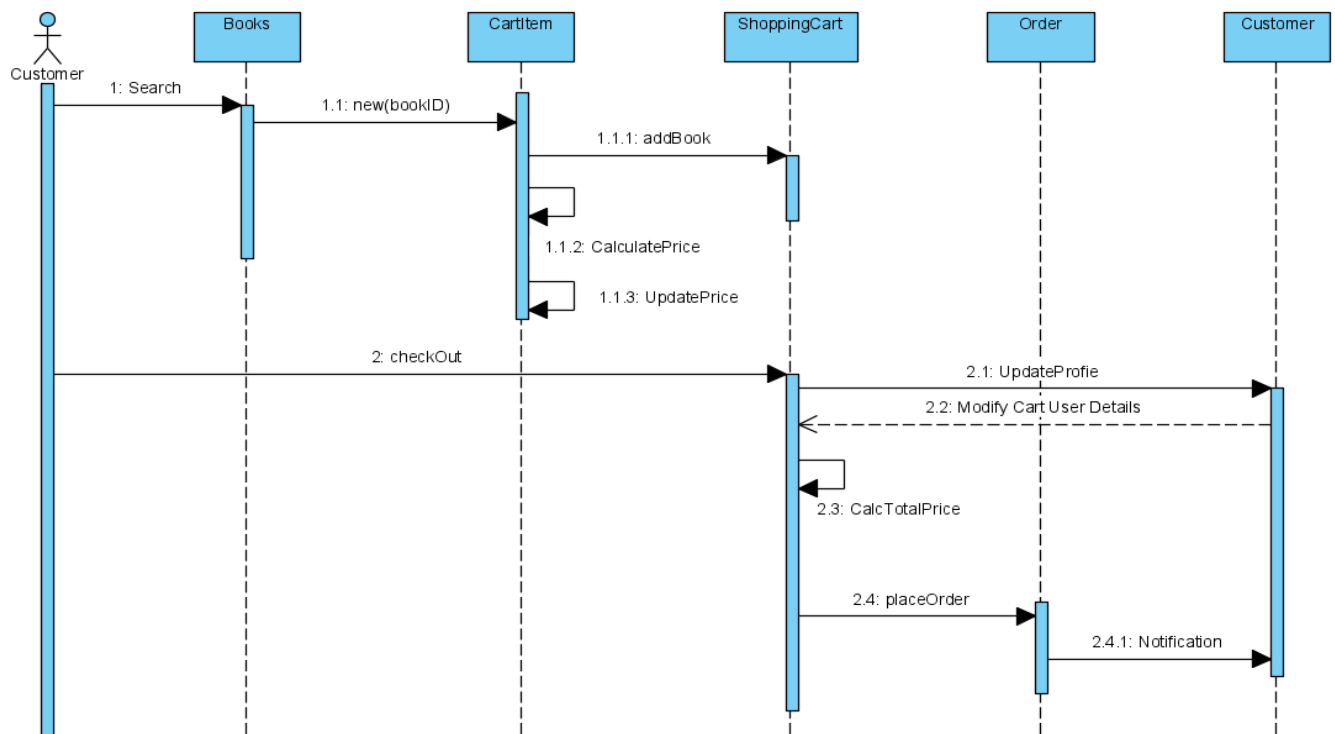 Books
CartItem
ShoppingCart
Order
Customer
Customer
1: Search
1.1: new(bookID)
1.1.1: addBook
1.1.2: CalculatePrice
1.1.3: UpdatePrice
2: checkOut
2.1: UpdateProfie
2.2: Modify Cart User Details
2.3: CalcTotalPrice
2.4: placeOrder
2.4.1: Notification